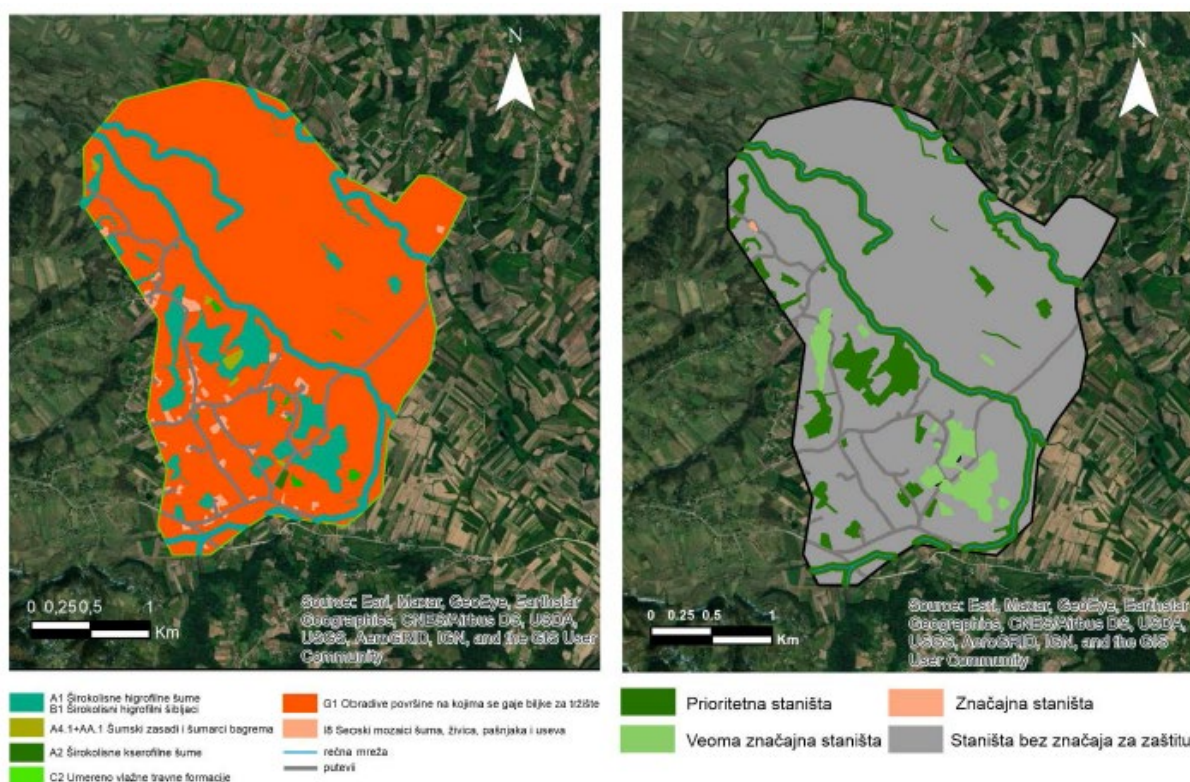 N
0 0,25 0,5 1
Km
Source: Esri, Maxar, GeoEye, Earthstar
Geographics, CNES/Airbus DS, USDA,
USGS, AeroGRID, IGN, and the GIS User
Community
A1 Širokolisne higrofilne šume
B1 Širokolisni higrofilni šibljaci
A4.1+AA.1 Šumski zasadi i šumarci bagrema
A2 Širokolisne kserofilne šume
C2 Umereno vlažne travne formacije
G1 Obradive površine na kojima se gaje biljke za tržište
I8 Seoski mozaici šuma, živica, pašnjaka i useva
rečna mreža
putevi
N
0 0.25 0.5 1
Km
Source: Esri, Maxar, GeoEye, Earthstar
Geographics, CNES/Airbus DS, USDA,
USGS, AeroGRID, IGN, and the GIS
User Community
Prioritetna staništa
Veoma značajna staništa
Značajna staništa
Staništa bez značaja za zaštitu